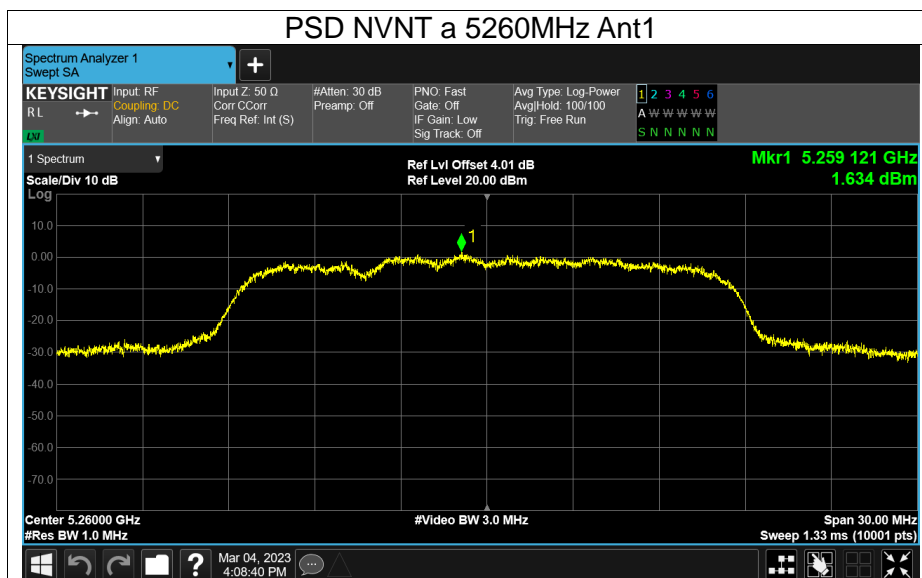 PSD NVNT a 5260MHz Ant1
Spectrum Analyzer 1
Swept SA
+
KEYSIGHT
RL
LXI
Input: RF
Coupling: DC
Align: Auto
Input Z: 50 Ω
Corr CCorr
Freq Ref: Int (S)
#Atten: 30 dB
Preamp: Off
PNO: Fast
Gate: Off
IF Gain: Low
Sig Track: Off
Avg Type: Log-Power
Avg|Hold: 100/100
Trig: Free Run
1 2 3 4 5 6
A W W W W W
S N N N N N
1 Spectrum
Scale/Div 10 dB
Log
Ref Lvl Offset 4.01 dB
Ref Level 20.00 dBm
Mkr1 5.259 121 GHz
1.634 dBm
10.0
0.00
-10.0
-20.0
-30.0
-40.0
-50.0
-60.0
-70.0
1
Center 5.26000 GHz
#Res BW 1.0 MHz
#Video BW 3.0 MHz
Span 30.00 MHz
Sweep 1.33 ms (10001 pts)
?
Mar 04, 2023
4:08:40 PM